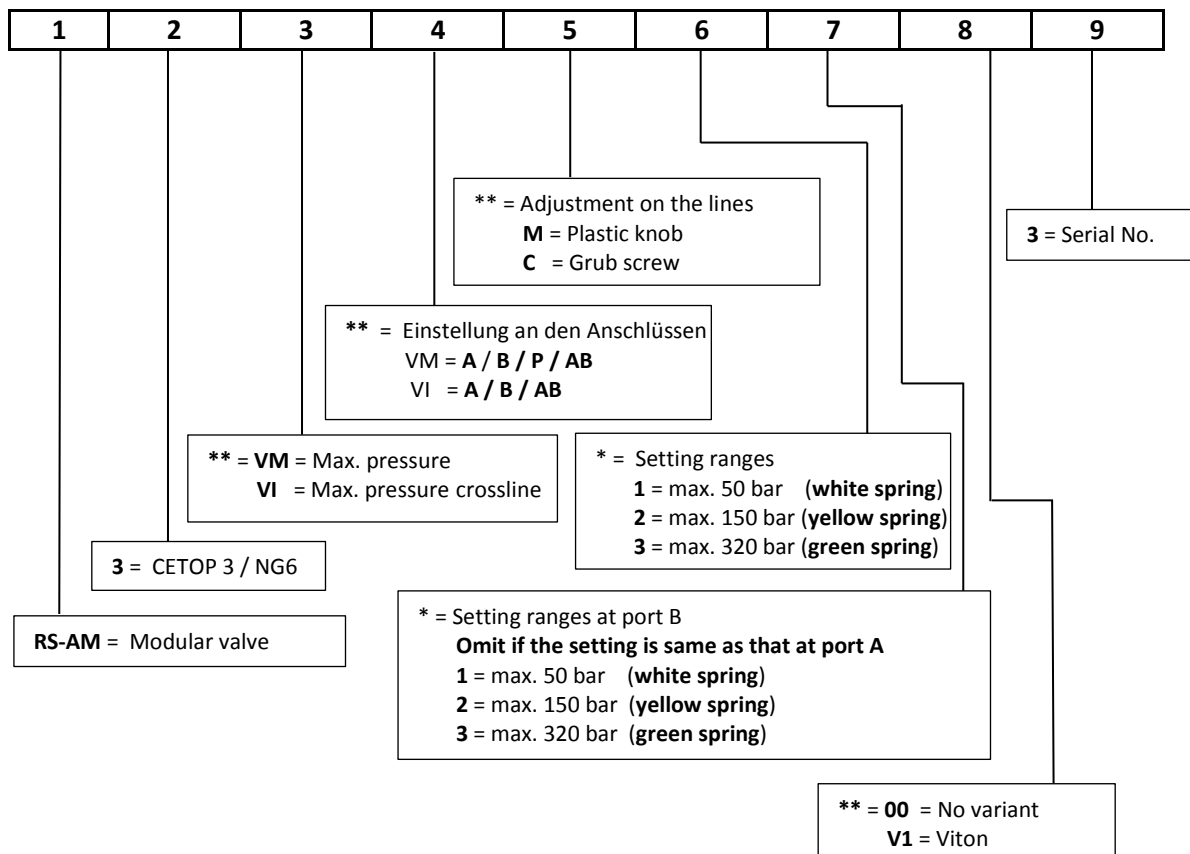 1 2 3 4 5 6 7 8 9
** = Adjustment on the lines
M = Plastic knob
C = Grub screw
3 = Serial No.
** = Einstellung an den Anschlüssen
VM = A / B / P / AB
VI = A / B / AB
** = VM = Max. pressure
VI = Max. pressure crossline
* = Setting ranges
1 = max. 50 bar (white spring)
2 = max. 150 bar (yellow spring)
3 = max. 320 bar (green spring)
3 = CETOP 3 / NG6
* = Setting ranges at port B
Omit if the setting is same as that at port A
1 = max. 50 bar (white spring)
2 = max. 150 bar (yellow spring)
3 = max. 320 bar (green spring)
RS-AM = Modular valve
** = 00 = No variant
V1 = Viton